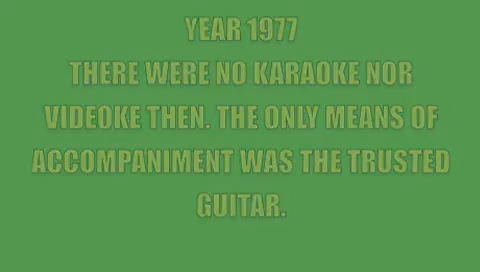 YEAR 1977
THERE WERE NO KARAOKE NOR
VIDEOKE THEN. THE ONLY MEANS OF
ACCOMPANIMENT WAS THE TRUSTED
GUITAR.